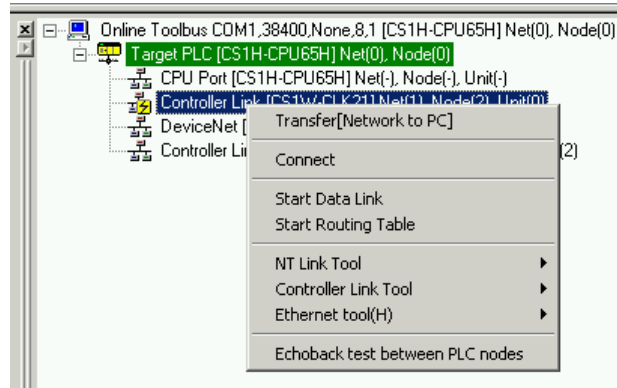 Online Toolbus COM1,38400,None,8,1 [CS1H-CPU65H] Net(0), Node(0)
Target PLC [CS1H-CPU65H] Net(0), Node(0)
CPU Port [CS1H-CPU65H] Net(-), Node(-), Unit(-)
Controller Link [CS1W-CLK21] Net(1), Node(2), Unit(0)
DeviceNet [
Controller Li (2)
Transfer[Network to PC]
Connect
Start Data Link
Start Routing Table
NT Link Tool
Controller Link Tool
Ethernet tool(H)
Echoback test between PLC nodes